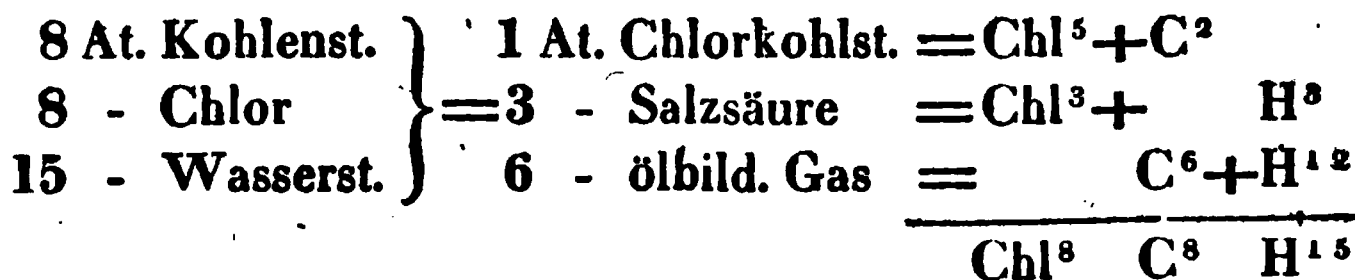 8 At. Kohlenst. } 1 At. Chlorkohlst. = Chl⁵ + C²
8 - Chlor } = 3 - Salzsäure = Chl³ + H³
15 - Wasserst. } 6 - ölbild. Gas = C⁶ + H¹²
Chl⁸ C⁸ H¹⁵